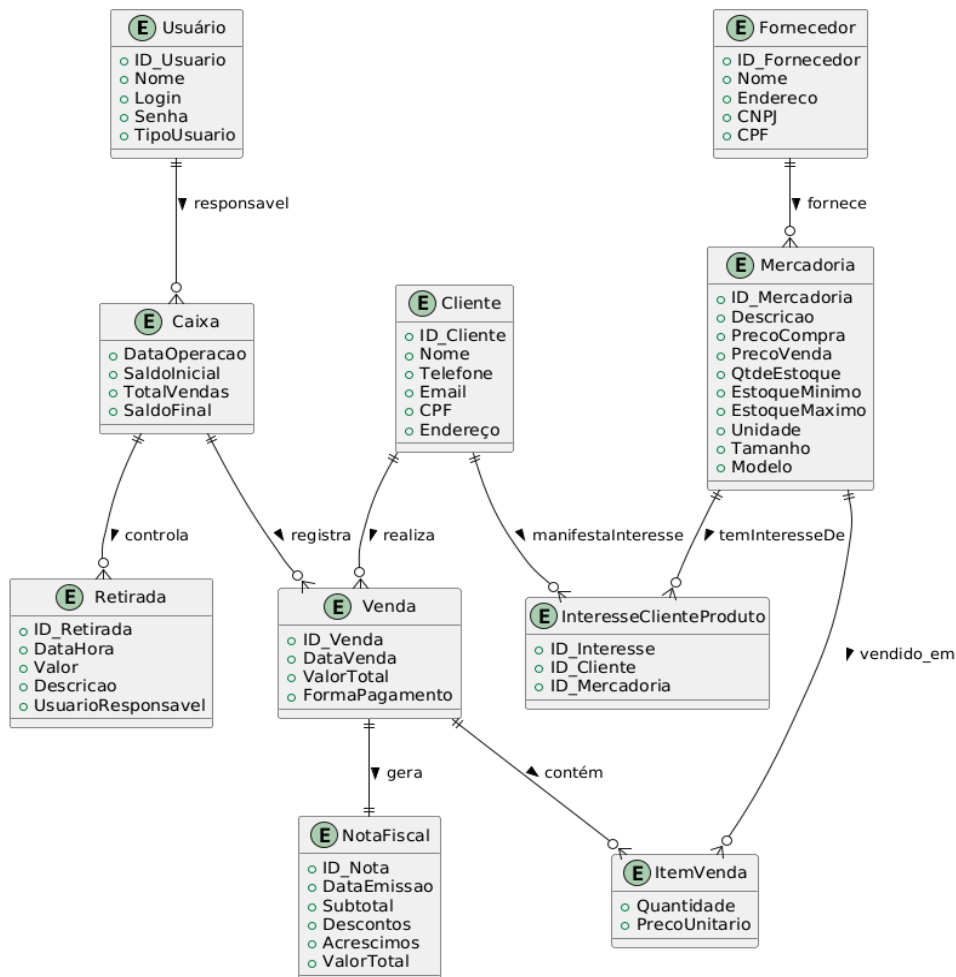 E Usuário
ID_Usuario
Nome
Login
Senha
TipoUsuario
E Fornecedor
ID_Fornecedor
Nome
Endereco
CNPJ
CPF
responsavel
fornece
E Caixa
DataOperacao
SaldoInicial
TotalVendas
SaldoFinal
E Cliente
ID_Cliente
Nome
Telefone
Email
CPF
Endereço
E Mercadoria
ID_Mercadoria
Descricao
PrecoCompra
PrecoVenda
QtdeEstoque
EstoqueMinimo
EstoqueMaximo
Unidade
Tamanho
Modelo
controla
registra
realiza
manifestaInteresse
temInteresseDe
E Retirada
ID_Retirada
DataHora
Valor
Descricao
UsuarioResponsavel
E Venda
ID_Venda
DataVenda
ValorTotal
FormaPagamento
E InteresseClienteProduto
ID_Interesse
ID_Cliente
ID_Mercadoria
vendido_em
gera
contém
E NotaFiscal
ID_Nota
DataEmissao
Subtotal
Descontos
Acrescimos
ValorTotal
E ItemVenda
Quantidade
PrecoUnitario